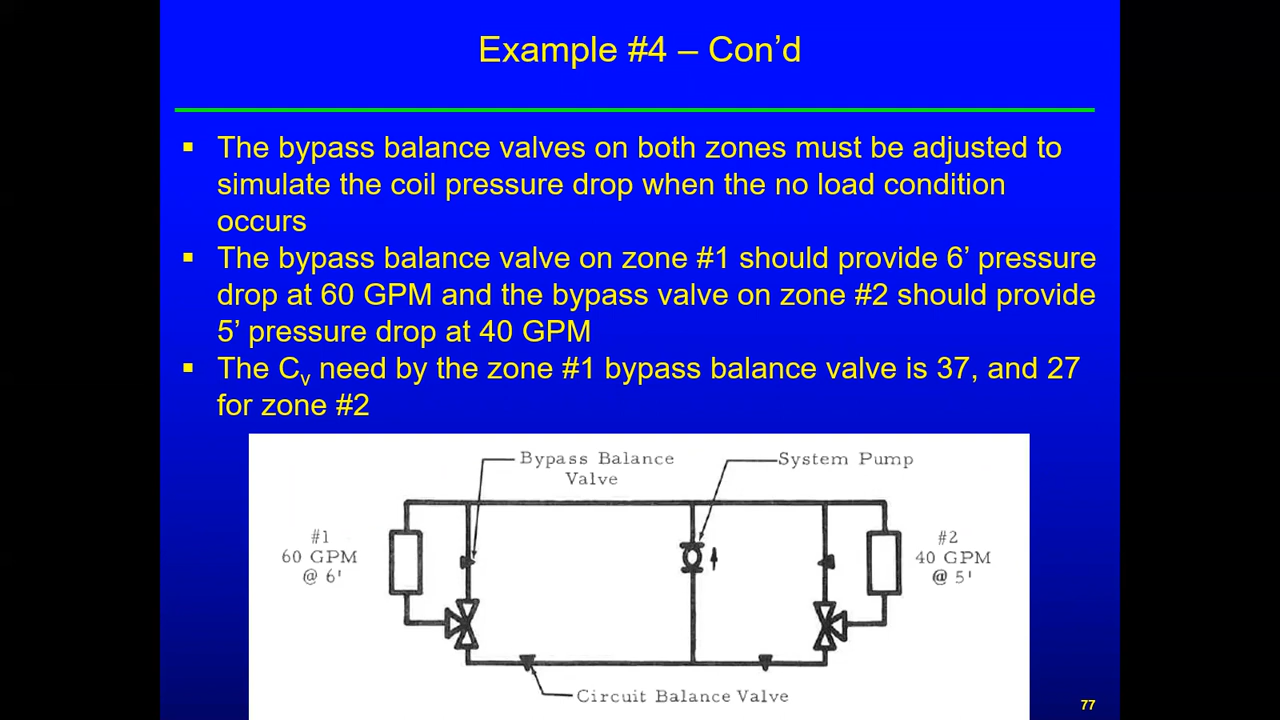 Example #4 – Con’d
▪ The bypass balance valves on both zones must be adjusted to
simulate the coil pressure drop when the no load condition
occurs
▪ The bypass balance valve on zone #1 should provide 6’ pressure
drop at 60 GPM and the bypass valve on zone #2 should provide
5’ pressure drop at 40 GPM
▪ The Cv need by the zone #1 bypass balance valve is 37, and 27
for zone #2
Bypass Balance
Valve
System Pump
#1
60 GPM
@ 6'
#2
40 GPM
@ 5'
Circuit Balance Valve
77